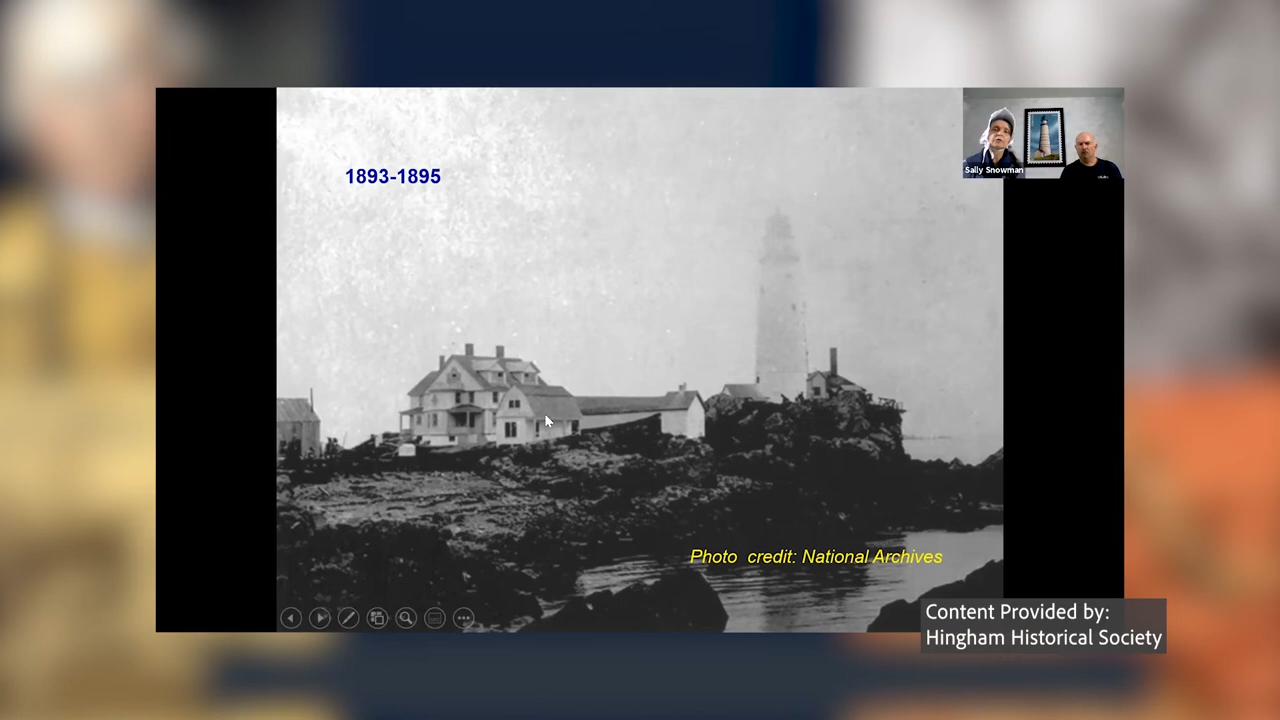 1893-1895
Sally Snowman
Photo credit: National Archives
Content Provided by:
Hingham Historical Society